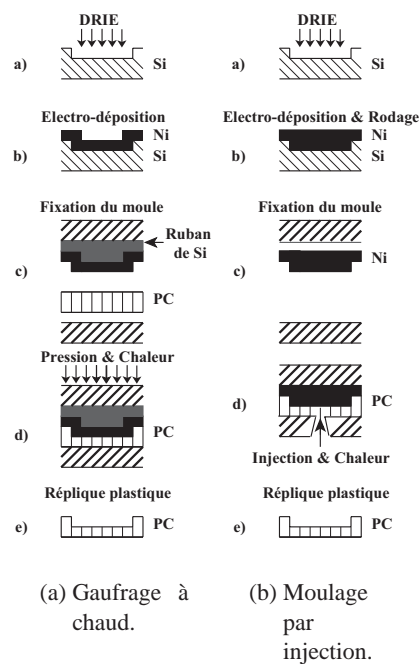 DRIE
a)
Si
Electro-déposition
Ni
b)
Si
Fixation du moule
Ruban
de Si
c)
PC
Pression & Chaleur
d)
PC
Réplique plastique
e)
PC
(a) Gaufrage à
chaud.
DRIE
a)
Si
Electro-déposition & Rodage
Ni
b)
Si
Fixation du moule
c)
Ni
d)
PC
Injection & Chaleur
Réplique plastique
e)
PC
(b) Moulage
par
injection.